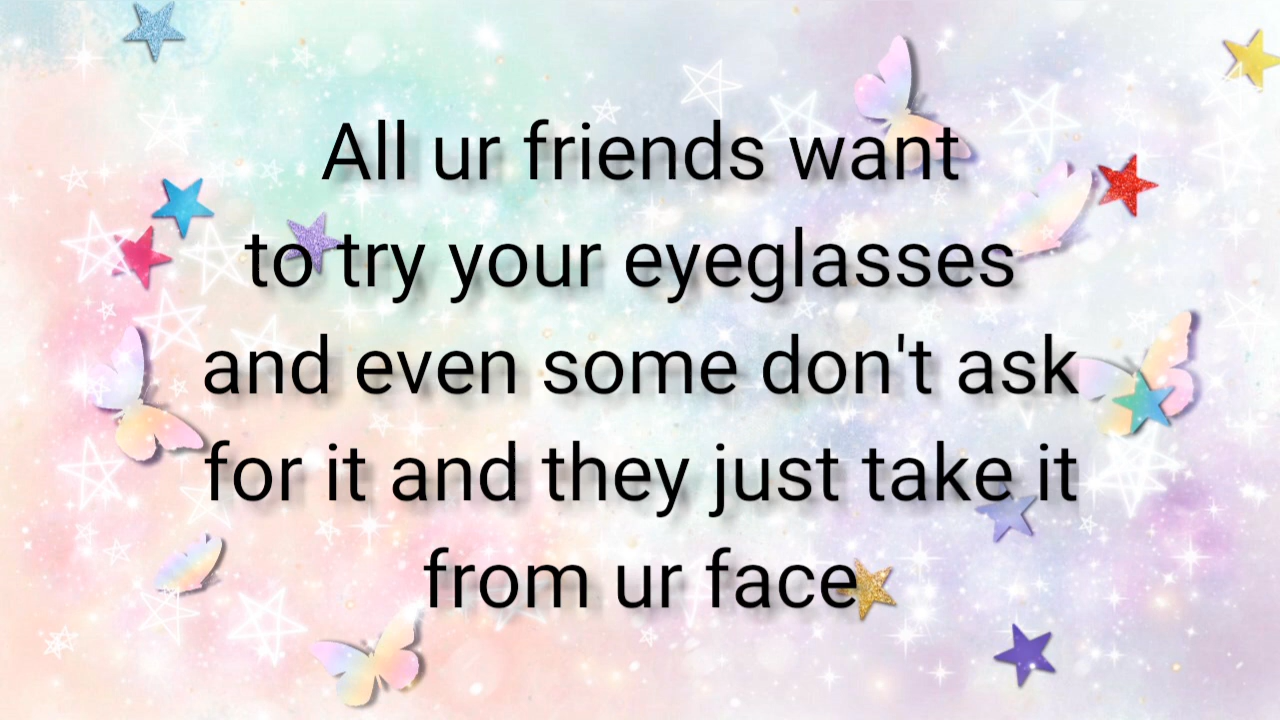 All ur friends want
to try your eyeglasses
and even some don't ask
for it and they just take it
from ur face